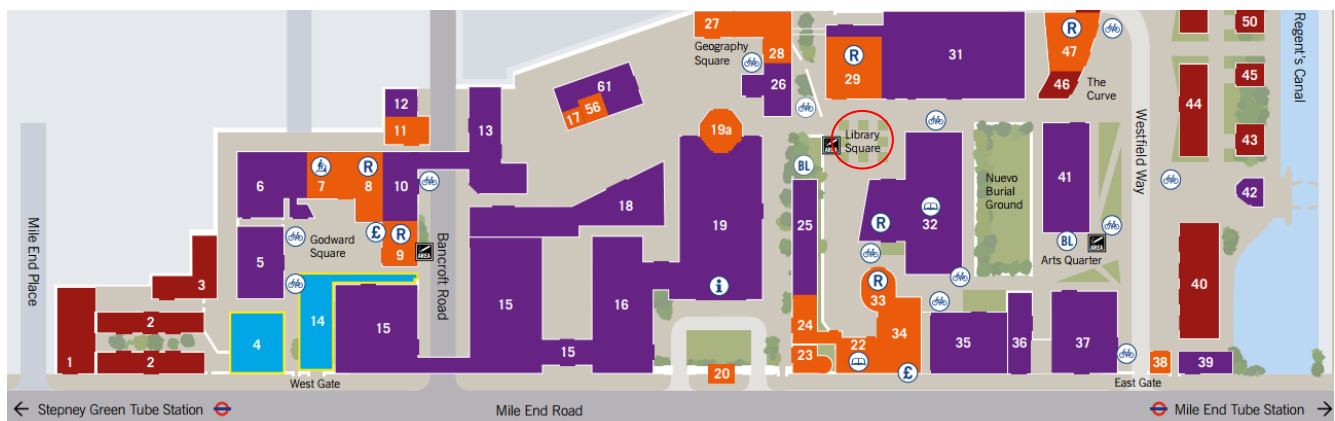 27
Geography
Square
28
26
R
29
31
R
47
The
Curve
46
50
45
44
43
Regent's Canal
Westfield Way
12
11
13
61
56
17
19a
AREA
Library
Square
6
7
R
8
10
18
BL
Nuevo
Burial
Ground
41
42
Mile End Place
5
Godward
Square
£
R
9
AREA
Bancroft Road
19
25
R
32
BL
AREA
Arts Quarter
3
2
2
1
4
14
15
15
16
15
i
R
33
24
34
22
23
£
20
35
36
37
40
38
39
West Gate
East Gate
← Stepney Green Tube Station
Mile End Road
Mile End Tube Station →